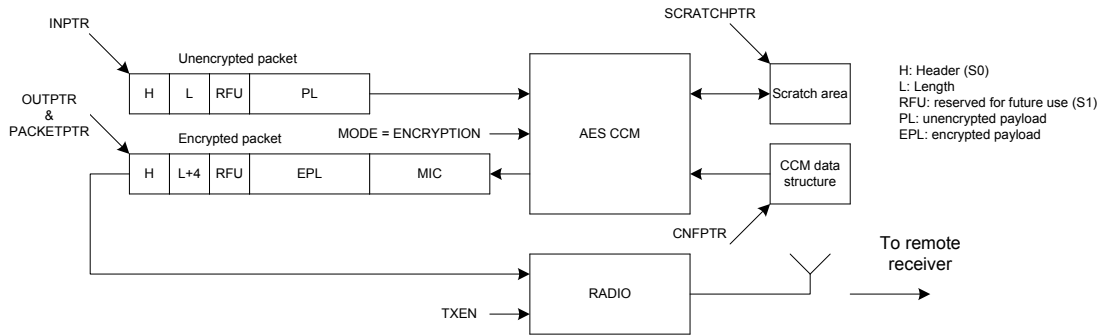 SCRATCHPTR
INPTR
Unencrypted packet
H L RFU PL
OUTPTR
&
PACKETPTR
MODE = ENCRYPTION
AES CCM
Scratch area
H: Header (S0)
L: Length
RFU: reserved for future use (S1)
PL: unencrypted payload
EPL: encrypted payload
Encrypted packet
H L+4 RFU EPL MIC
CCM data
structure
CNFPTR
To remote
receiver
RADIO
TXEN